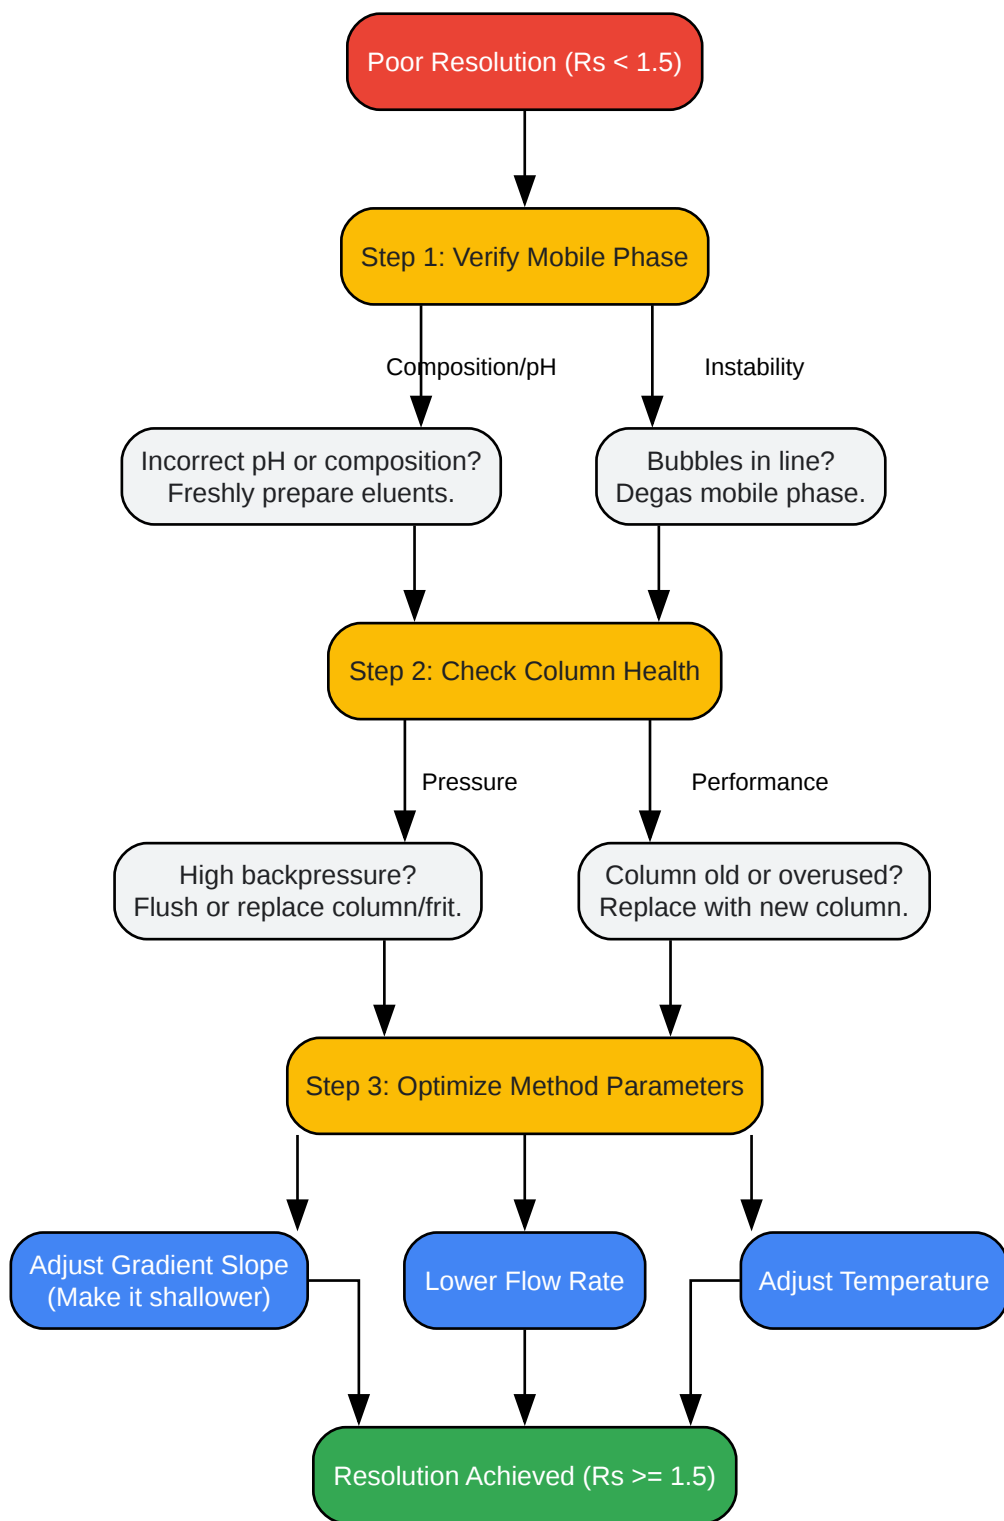 Poor Resolution (Rs < 1.5)
Step 1: Verify Mobile Phase
Composition/pH
Instability
Incorrect pH or composition?
Freshly prepare eluents.
Bubbles in line?
Degas mobile phase.
Step 2: Check Column Health
Pressure
Performance
High backpressure?
Flush or replace column/frit.
Column old or overused?
Replace with new column.
Step 3: Optimize Method Parameters
Adjust Gradient Slope
(Make it shallower)
Lower Flow Rate
Adjust Temperature
Resolution Achieved (Rs >= 1.5)